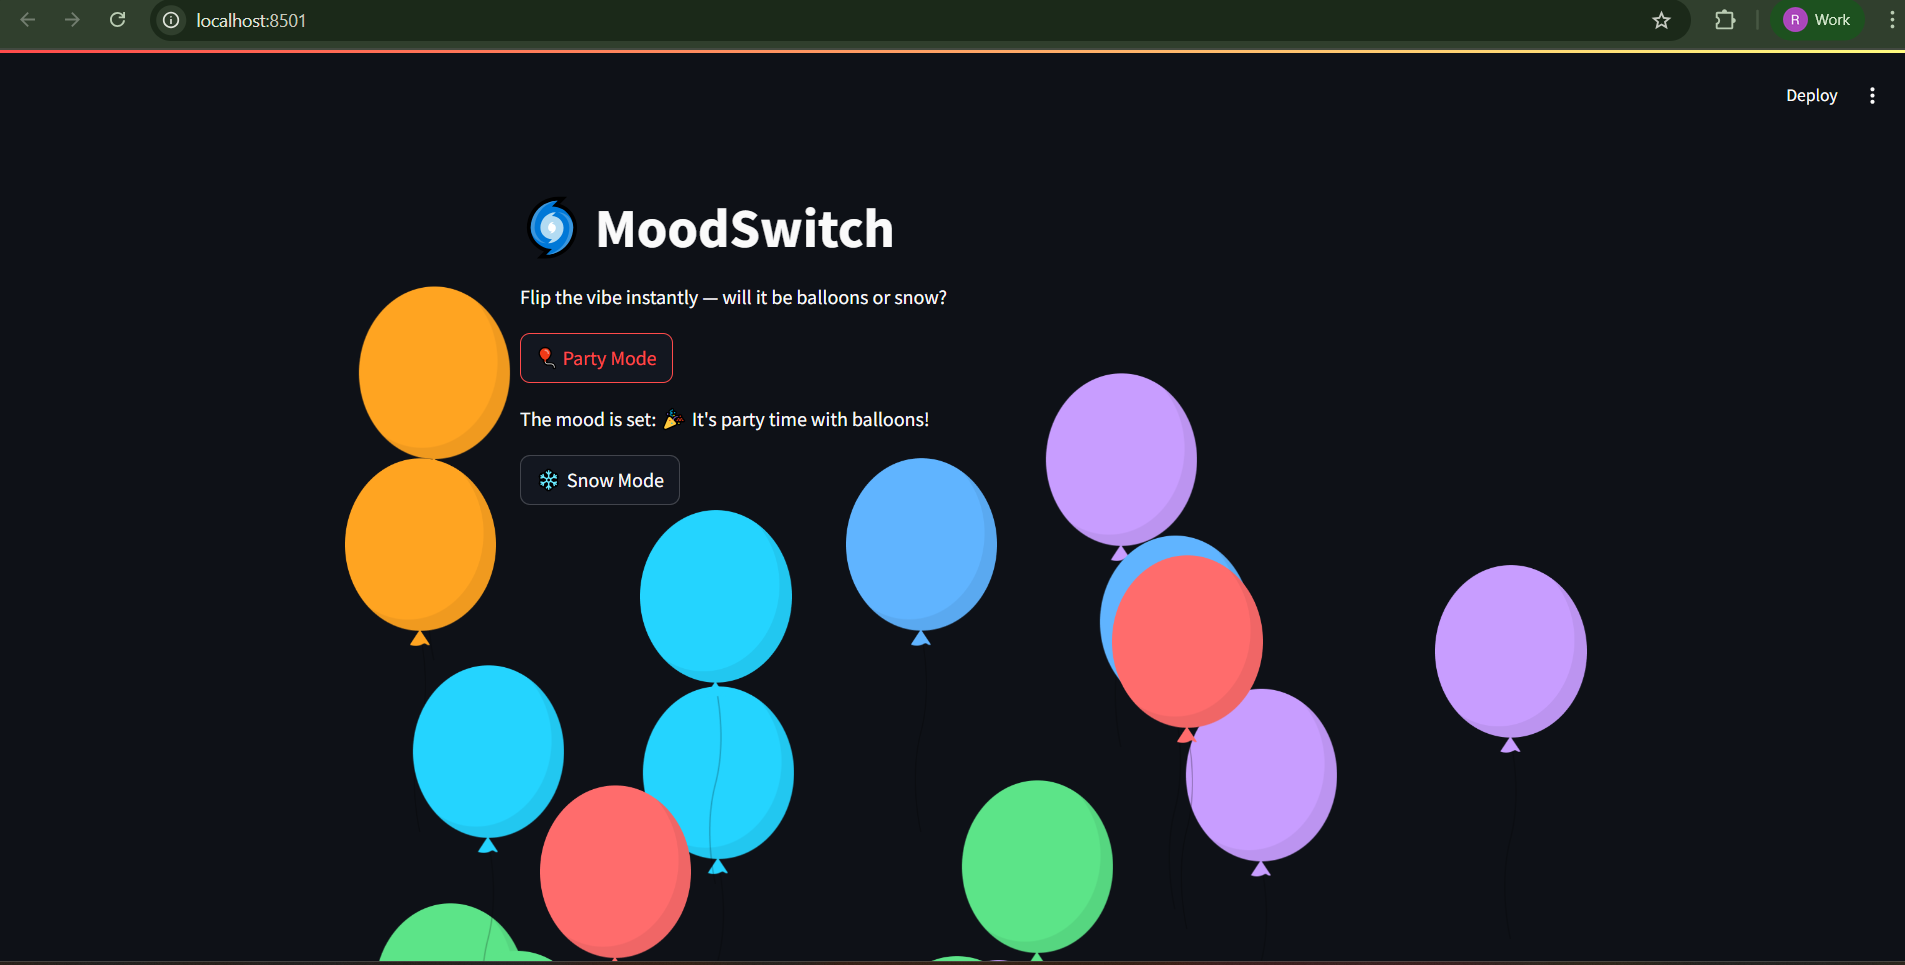 localhost:8501
R Work
Deploy
MoodSwitch
Flip the vibe instantly — will it be balloons or snow?
Party Mode
The mood is set: 🎉 It's party time with balloons!
Snow Mode